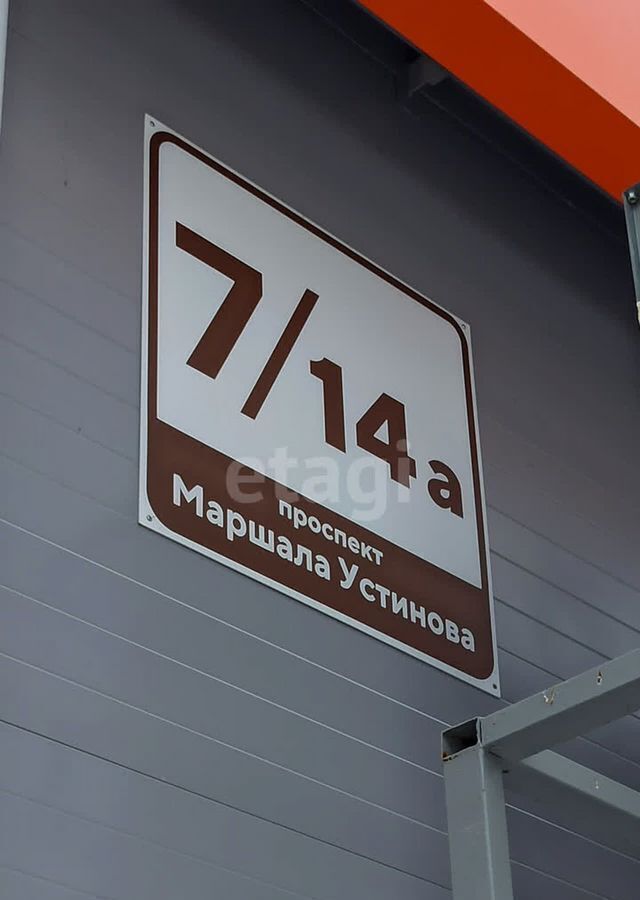 7/14а
etagi
проспект
Маршала Устинова